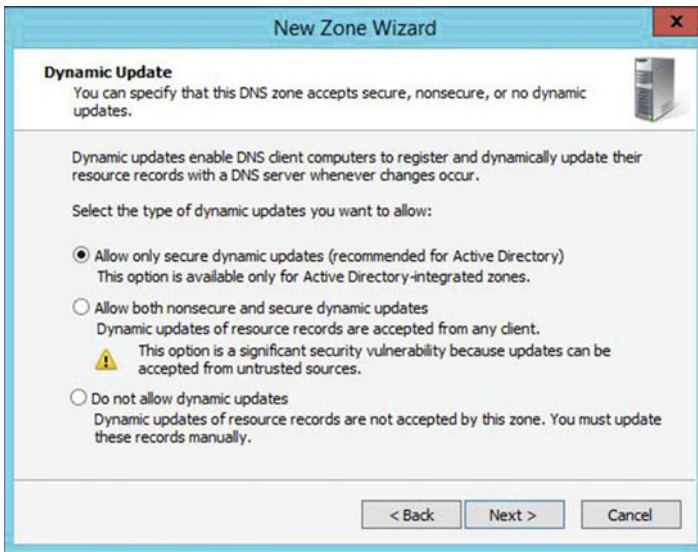 New Zone Wizard
x
Dynamic Update
You can specify that this DNS zone accepts secure, nonsecure, or no dynamic
updates.
Dynamic updates enable DNS client computers to register and dynamically update their
resource records with a DNS server whenever changes occur.
Select the type of dynamic updates you want to allow:
Allow only secure dynamic updates (recommended for Active Directory)
This option is available only for Active Directory-integrated zones.
Allow both nonsecure and secure dynamic updates
Dynamic updates of resource records are accepted from any client.
This option is a significant security vulnerability because updates can be
accepted from untrusted sources.
Do not allow dynamic updates
Dynamic updates of resource records are not accepted by this zone. You must update
these records manually.
< Back Next > Cancel